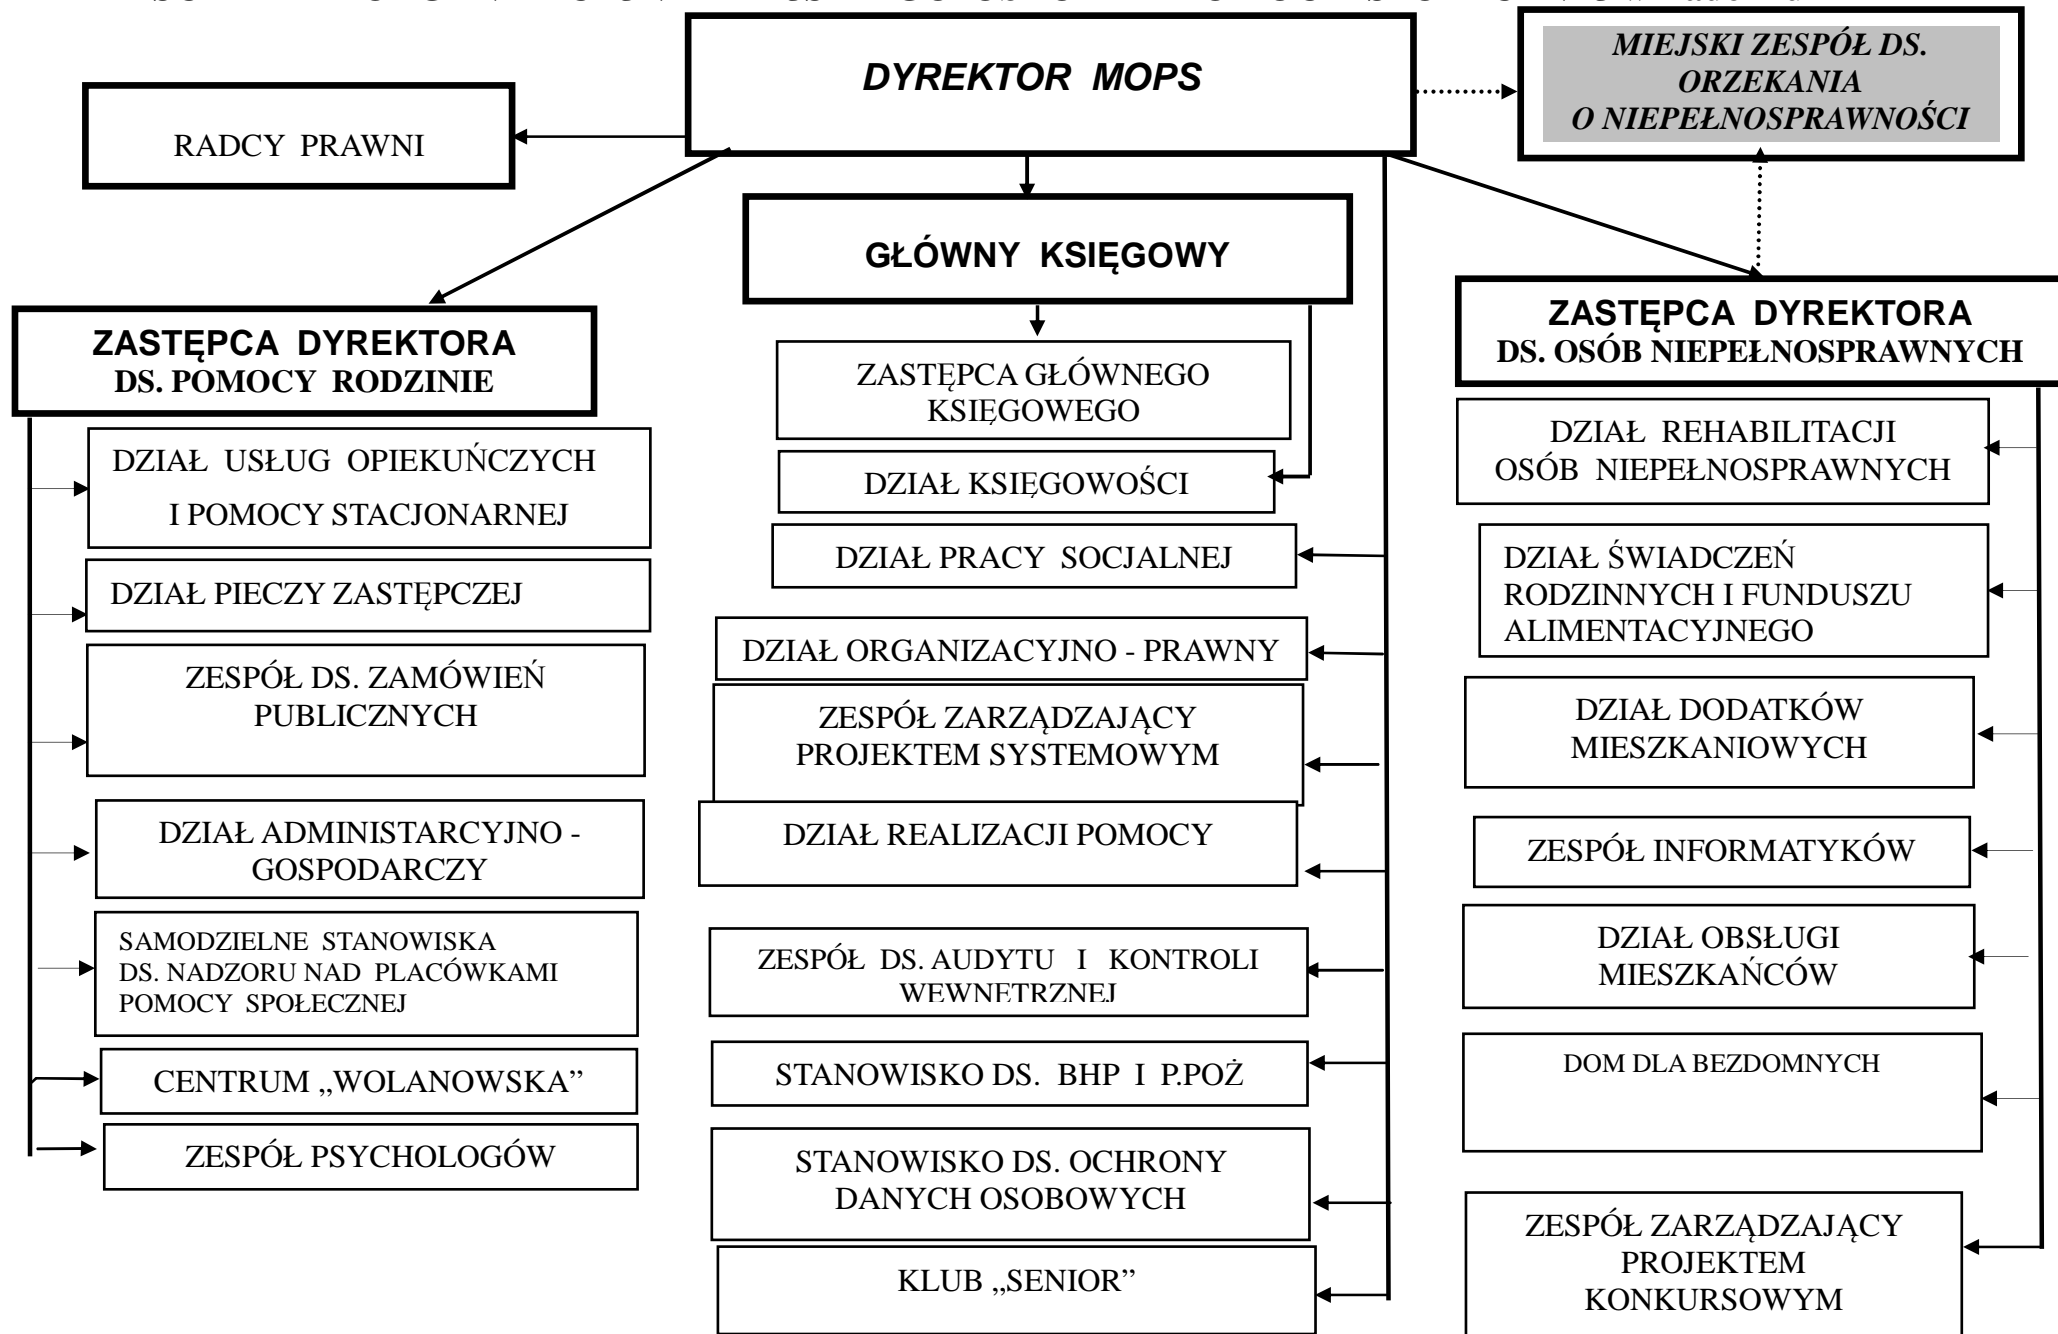 DYREKTOR MOPS
MIEJSKI ZESPÓŁ DS.
ORZEKANIA
O NIEPEŁNOSPRAWNOŚCI
RADCY PRAWNI
GŁÓWNY KSIĘGOWY
ZASTĘPCA DYREKTORA
DS. POMOCY RODZINIE
DZIAŁ USŁUG OPIEKUŃCZYCH
I POMOCY STACJONARNEJ
DZIAŁ PIECZY ZASTĘPCZEJ
ZESPÓŁ DS. ZAMÓWIEŃ
PUBLICZNYCH
DZIAŁ ADMINISTARCYJNO -
GOSPODARCZY
SAMODZIELNE STANOWISKA
DS. NADZORU NAD PLACÓWKAMI
POMOCY SPOŁECZNEJ
CENTRUM „WOLANOWSKA”
ZESPÓŁ PSYCHOLOGÓW
ZASTĘPCA GŁÓWNEGO
KSIĘGOWEGO
DZIAŁ KSIĘGOWOŚCI
DZIAŁ PRACY SOCJALNEJ
DZIAŁ ORGANIZACYJNO - PRAWNY
ZESPÓŁ ZARZĄDZAJĄCY
PROJEKTEM SYSTEMOWYM
DZIAŁ REALIZACJI POMOCY
ZESPÓŁ DS. AUDYTU I KONTROLI
WEWNĘTRZNEJ
STANOWISKO DS. BHP I P.POŻ
STANOWISKO DS. OCHRONY
DANYCH OSOBOWYCH
KLUB „SENIOR”
ZASTĘPCA DYREKTORA
DS. OSÓB NIEPEŁNOSPRAWNYCH
DZIAŁ REHABILITACJI
OSÓB NIEPEŁNOSPRAWNYCH
DZIAŁ ŚWIADCZEŃ
RODZINNYCH I FUNDUSZU
ALIMENTACYJNEGO
DZIAŁ DODATKÓW
MIESZKANIOWYCH
ZESPÓŁ INFORMATYKÓW
DZIAŁ OBSŁUGI
MIESZKAŃCÓW
DOM DLA BEZDOMNYCH
ZESPÓŁ ZARZĄDZAJĄCY
PROJEKTEM
KONKURSOWYM